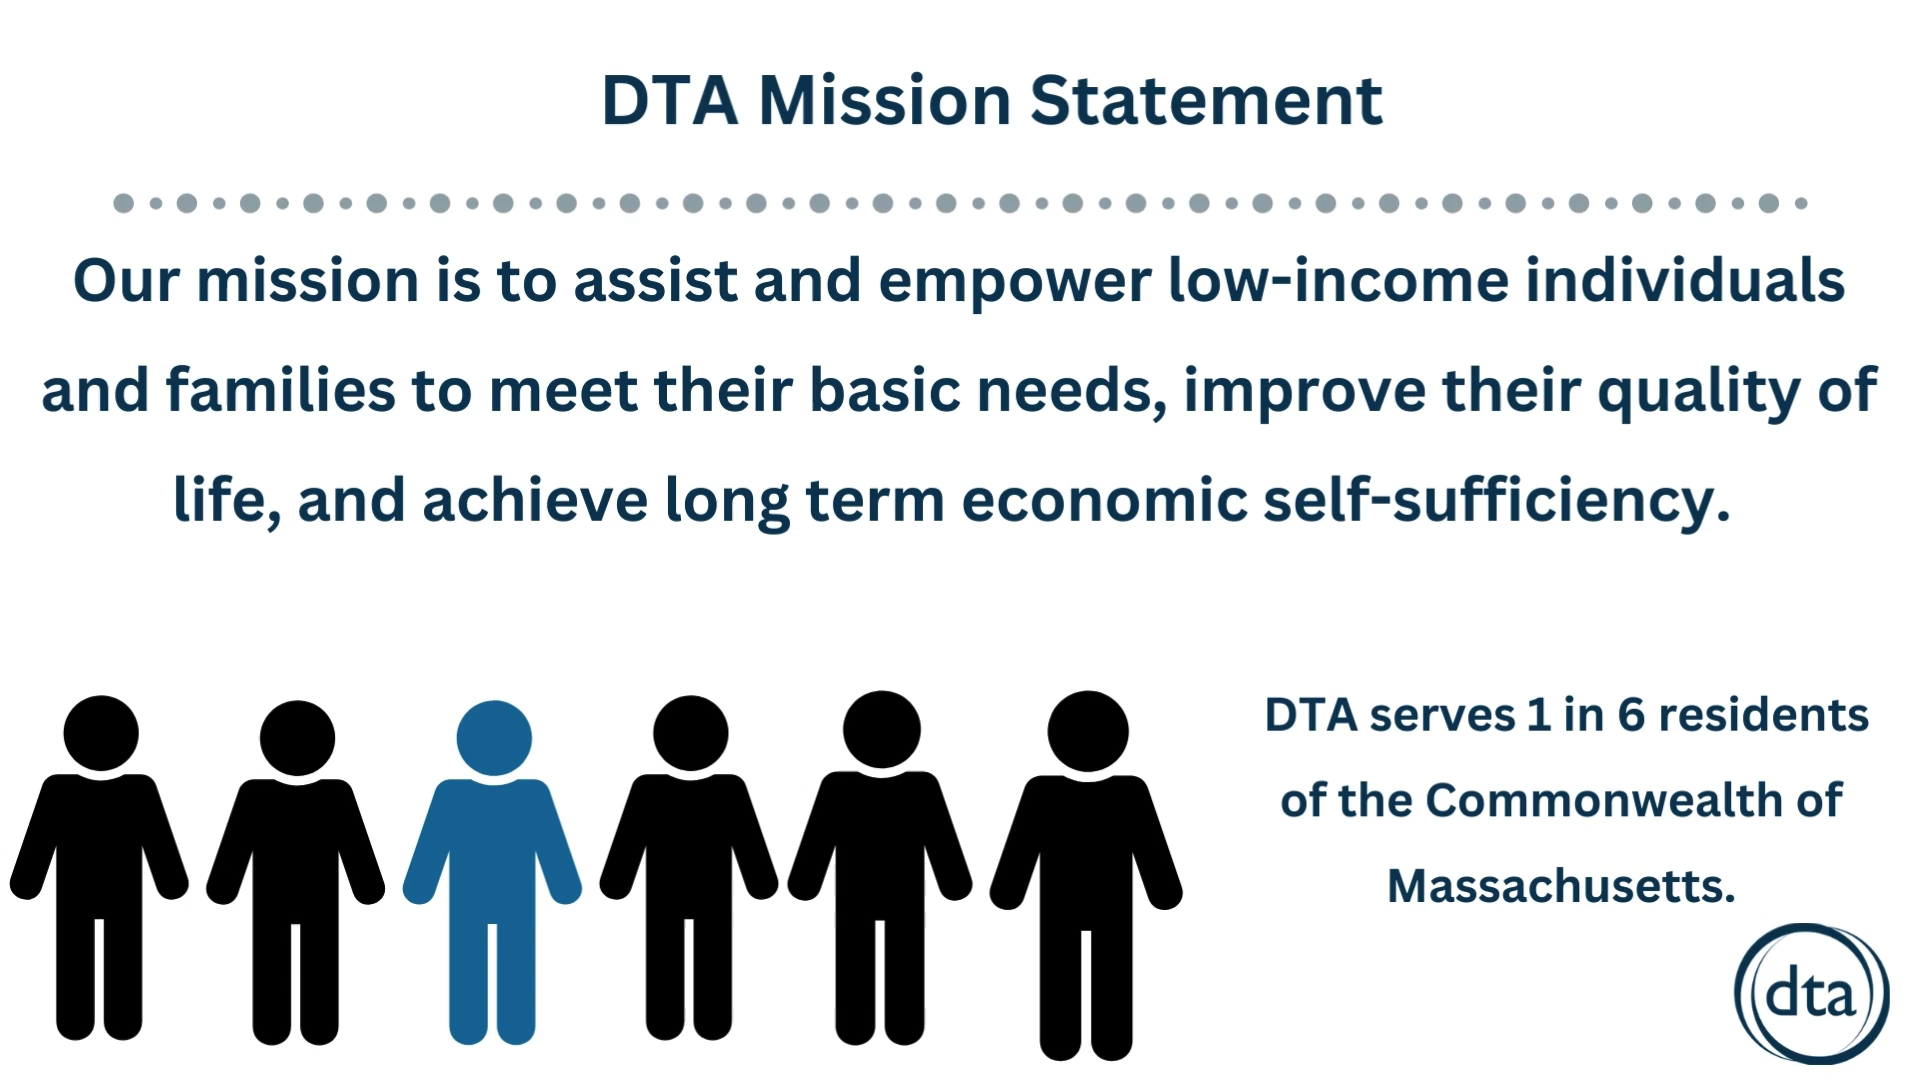 DTA Mission Statement
Our mission is to assist and empower low-income individuals
and families to meet their basic needs, improve their quality of
life, and achieve long term economic self-sufficiency.
DTA serves 1 in 6 residents
of the Commonwealth of
Massachusetts.
dta